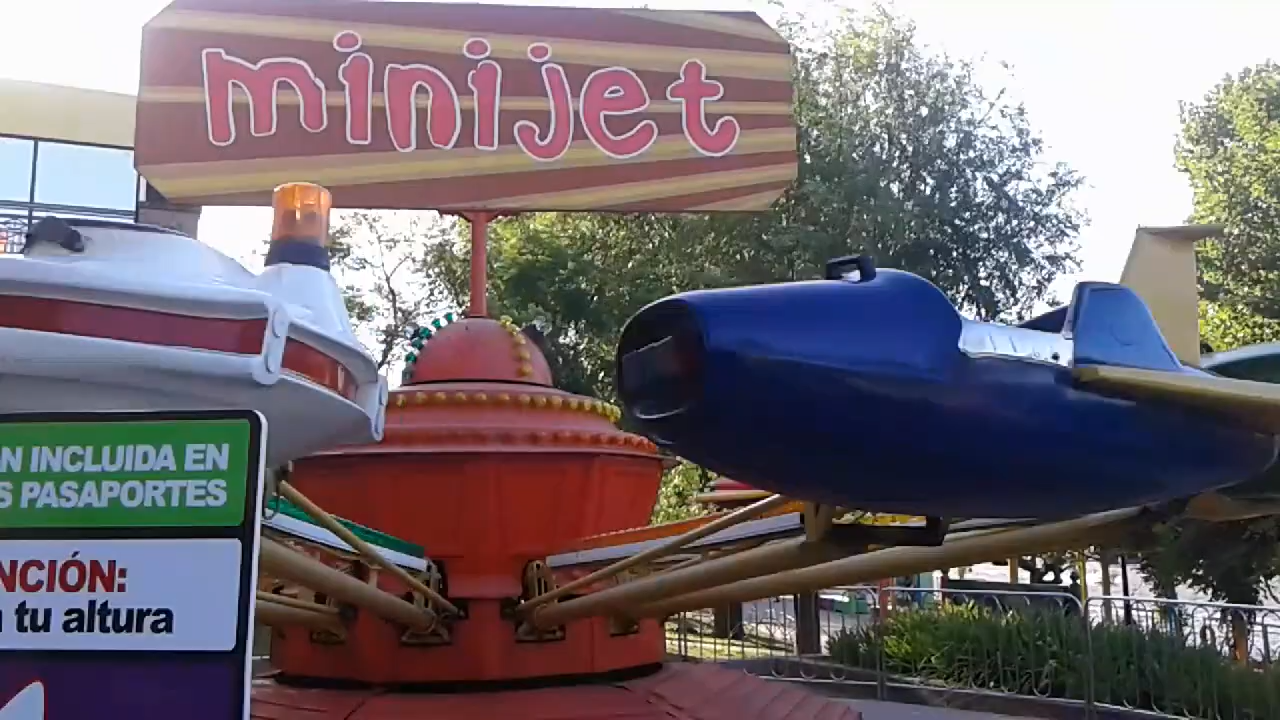 minijet
N INCLUIDA EN
S PASAPORTES
NCIÓN:
tu altura